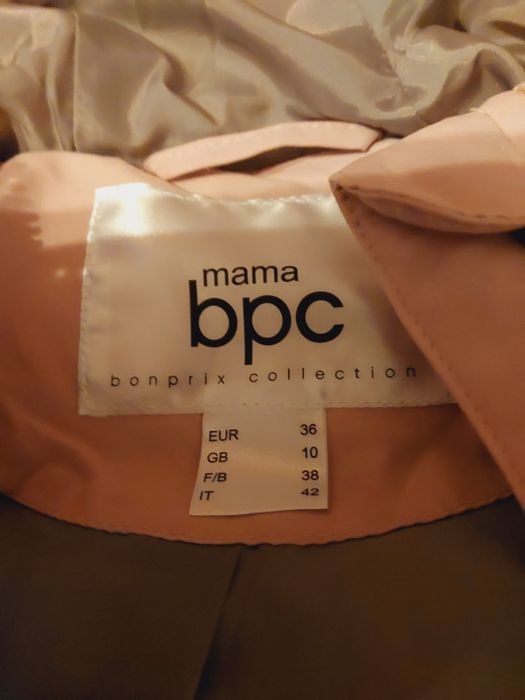 mama
bpc
bonprix collection
EUR 36
GB 10
F/B 38
IT 42